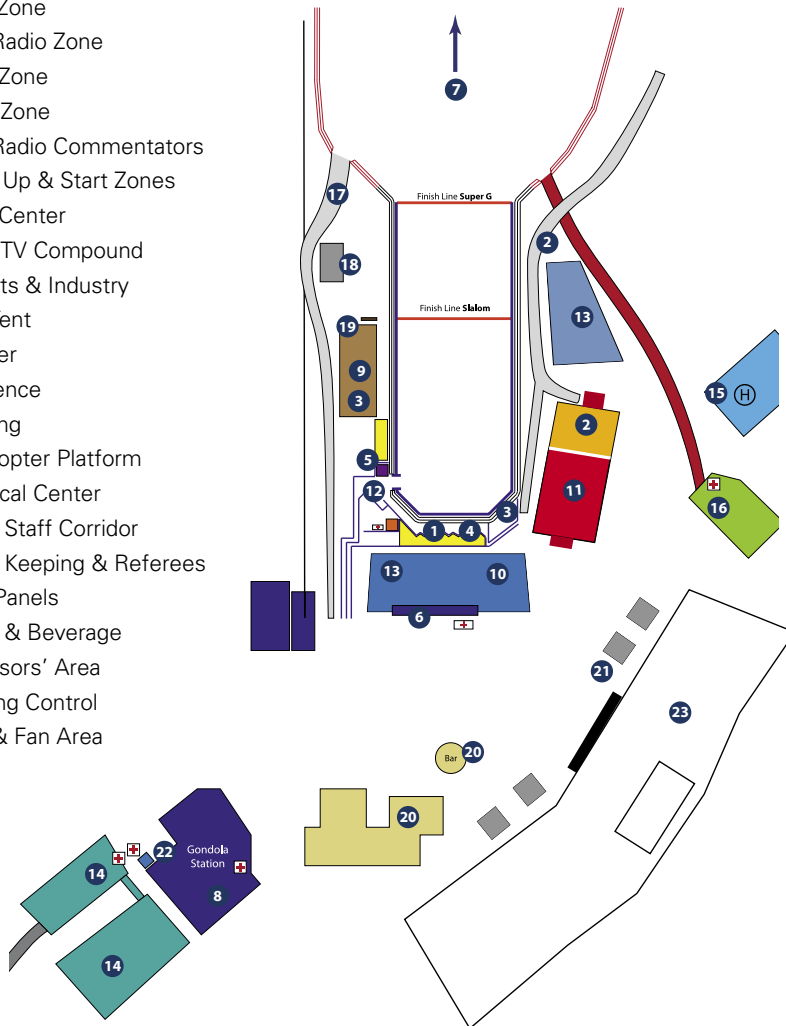 Zone
Radio Zone
Zone
Zone
Radio Commentators
Up & Start Zones
Center
TV Compound
ts & Industry
ent
er
ence
ng
opter Platform
cal Center
Staff Corridor
Keeping & Referees
Panels
& Beverage
sors' Area
ng Control
& Fan Area
7
17
Finish Line Super G
2
18
Finish Line Slalom
13
19
9
3
15
H
2
5
12
11
16
3
1
4
13
10
6
21
23
20
Bar
20
22
Gondola
Station
14
8
14